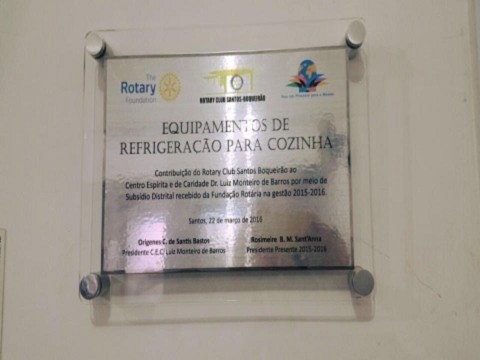 The
Rotary
Foundation
ROTARY CLUB SANTOS-BOQUEIRÃO
EQUIPAMENTOS DE
REFRIGERAÇÃO PARA COZINHA
Contribuição do Rotary Club Santos Boqueirão ao
Centro Espírita e de Caridade Dr. Luiz Monteiro de Barros por meio de
Subsídio Distrital recebido da Fundação Rotária na gestão 2015-2016.
Santos, 22 de março de 2016
Orígenes C. de Santis Bastos
Presidente C.E.C. Luiz Monteiro de Barros
Rosimeire B. M. Sant'Anna
Presidente Presente 2015-2016